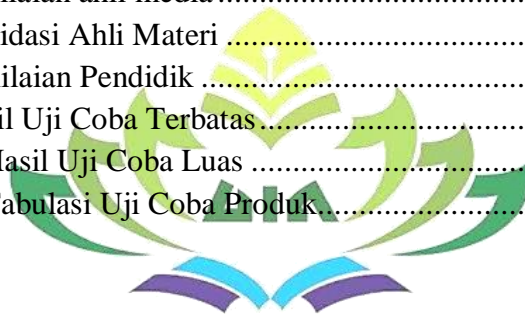 ahli media
idasi Ahli Materi
ilaian Pendidik
il Uji Coba Terbatas
Hasil Uji Coba Luas
Tabulasi Uji Coba Produk